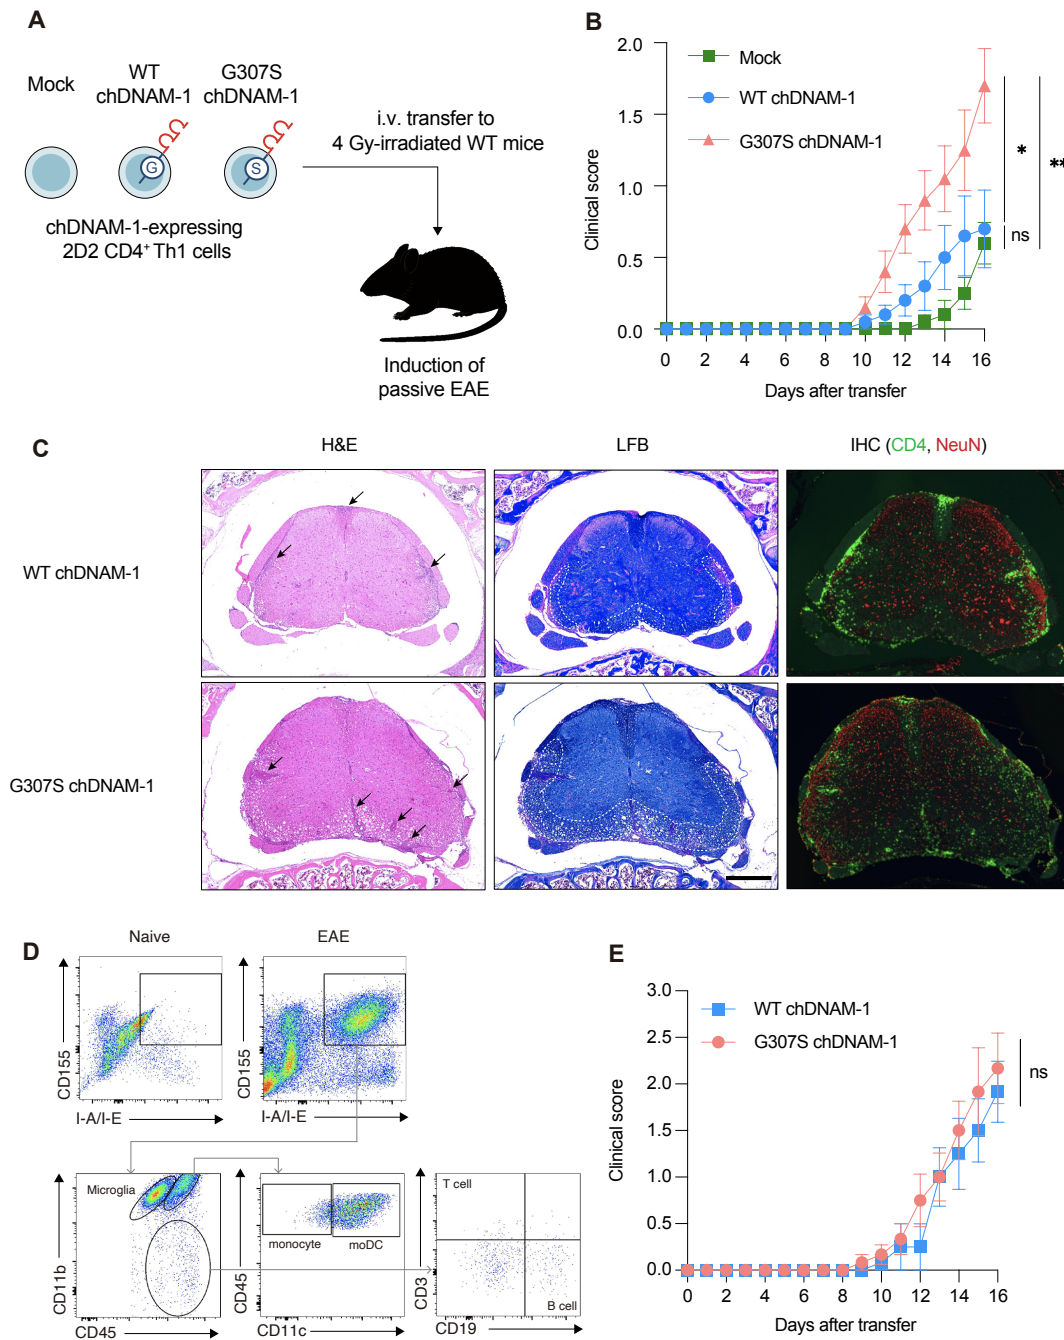 A
Mock
WT
chDNAM-1
G307S
chDNAM-1
G
S
i.v. transfer to
4 Gy-irradiated WT mice
chDNAM-1-expressing
2D2 CD4+ Th1 cells
Induction of
passive EAE
B
Clinical score
2.0
1.5
1.0
0.5
0.0
Mock
WT chDNAM-1
G307S chDNAM-1
*
**
ns
0 2 4 6 8 10 12 14 16
Days after transfer
C
H&E
LFB
IHC (CD4, NeuN)
WT chDNAM-1
G307S chDNAM-1
D
Naive
EAE
CD155
I-A/I-E
CD155
I-A/I-E
Microglia
CD11b
CD45
monocyte
moDC
CD45
CD11c
T cell
B cell
CD3
CD19
E
Clinical score
3.0
2.5
2.0
1.5
1.0
0.5
0.0
WT chDNAM-1
G307S chDNAM-1
ns
0 2 4 6 8 10 12 14 16
Days after transfer